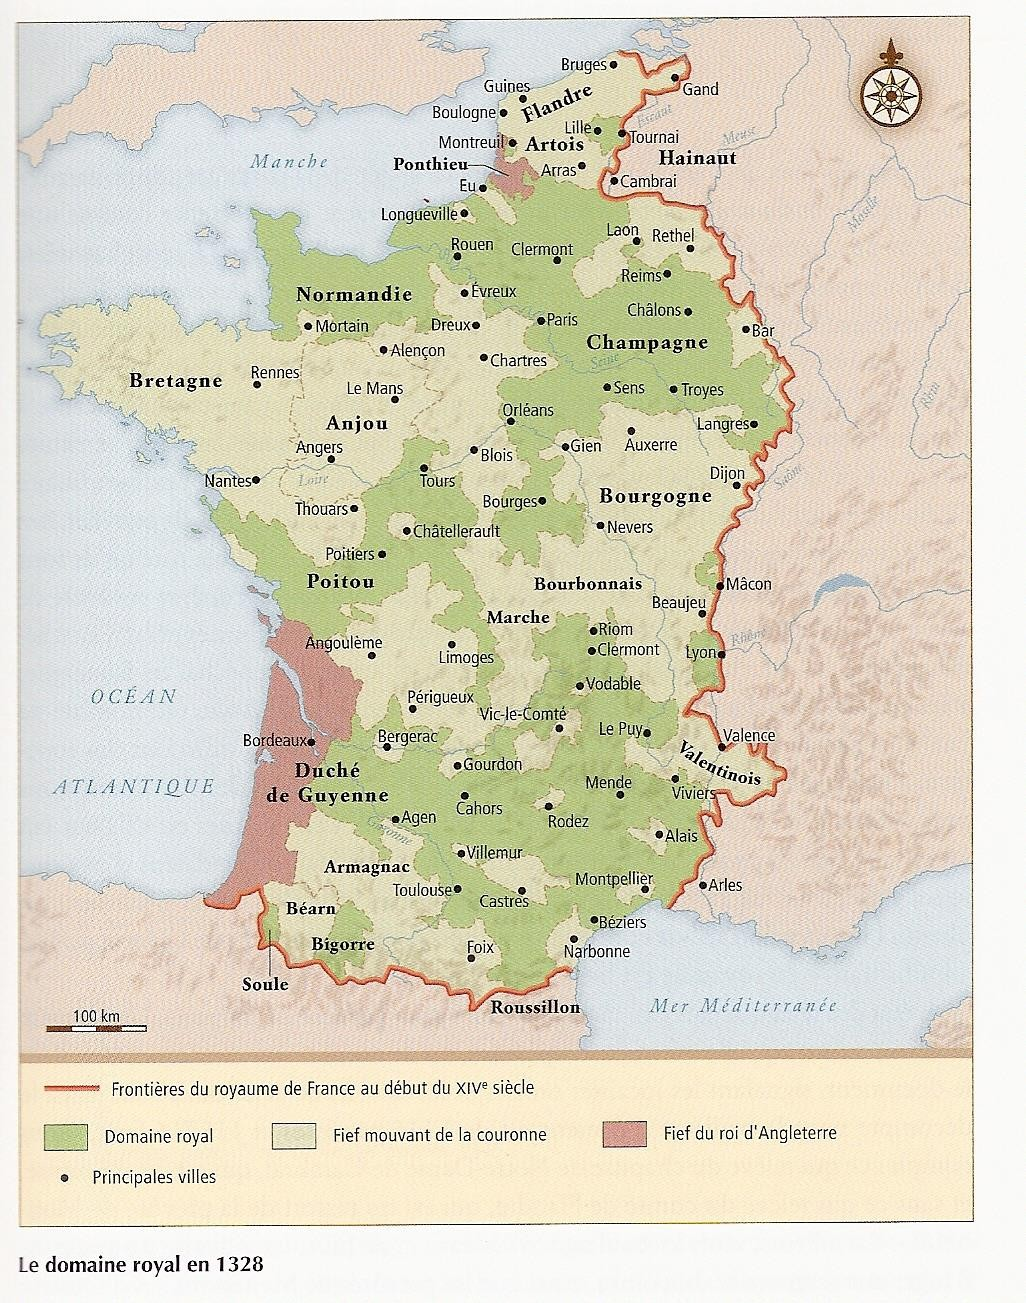 Bruges
Gand
Guines
Flandre
Boulogne
Escaut
Lille
Tournai
Meuse
Montreuil
Artois
Hainaut
Manche
Ponthieu
Arras
Cambrai
Eu
Longueville
Moselle
Laon
Rethel
Rouen
Clermont
Reims
Normandie
Évreux
Châlons
Mortain
Dreux
Paris
Bar
Champagne
Alençon
Chartres
Seine
Bretagne
Rennes
Le Mans
Sens
Troyes
Rhin
Orléans
Anjou
Langres
Angers
Gien
Auxerre
Blois
Nantes
Loire
Tours
Dijon
Saône
Bourges
Bourgogne
Thouars
Châtellerault
Nevers
Poitiers
Poitou
Bourbonnais
Mâcon
Beaujeu
Marche
Riom
Rhône
Angoulême
Limoges
Clermont
Lyon
OCÉAN
Vodable
Périgueux
Vic-le-Comté
Le Puy
Bordeaux
Bergerac
Valence
Valentinois
Gourdon
Duché
de Guyenne
ATLANTIQUE
Mende
Viviers
Cahors
Rodez
Agen
Garonne
Alais
Villemur
Armagnac
Toulouse
Castres
Montpellier
Arles
Béarn
Béziers
Bigorre
Foix
Narbonne
Soule
Roussillon
Mer Méditerranée
100 km
Frontières du royaume de France au début du XIVe siècle
Domaine royal
Fief mouvant de la couronne
Fief du roi d'Angleterre
Principales villes
Le domaine royal en 1328